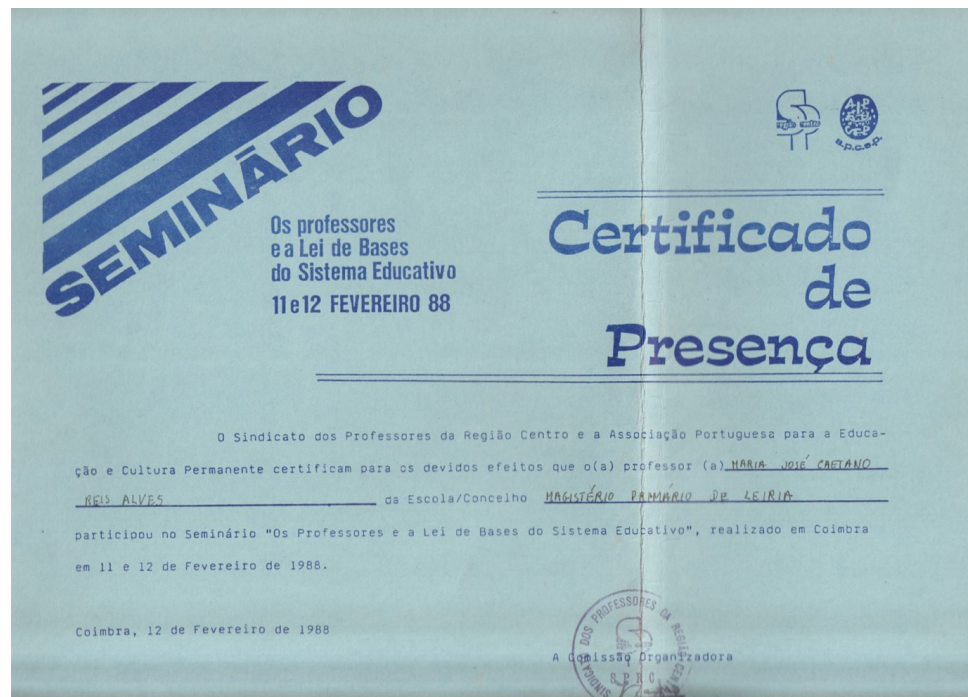 SEMINÁRIO
Os professores
e a Lei de Bases
do Sistema Educativo
11 e 12 FEVEREIRO 88
região centro
a.p.c.e.p.
Certificado
de
Presença
O Sindicato dos Professores da Região Centro e a Associação Portuguesa para a Educa-
ção e Cultura Permanente certificam para os devidos efeitos que o(a) professor (a) MARIA JOSÉ CAETANO
REIS ALVES da Escola/Concelho MAGISTÉRIO PRIMÁRIO DE LEIRIA
participou no Seminário "Os Professores e a Lei de Bases do Sistema Educativo", realizado em Coimbra
em 11 e 12 de Fevereiro de 1988.
Coimbra, 12 de Fevereiro de 1988
A Comissão Organizadora
SINDICATO DOS PROFESSORES DA REGIÃO CEN
S.P.R.C.